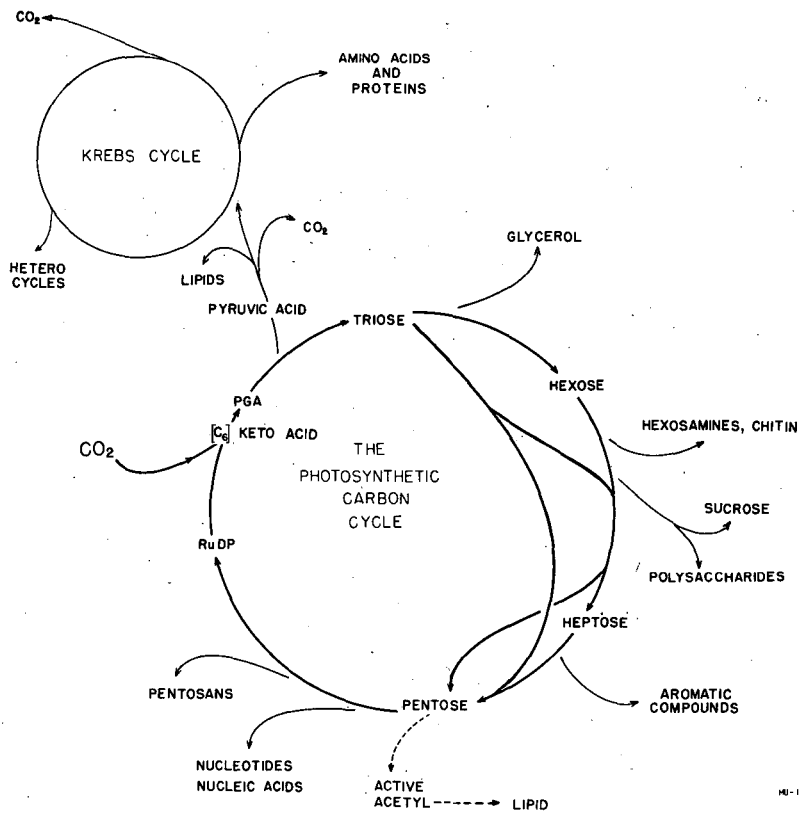 CO₂
AMINO ACIDS
AND
PROTEINS
KREBS CYCLE
CO₂
GLYCEROL
HETERO
CYCLES
LIPIDS
PYRUVIC ACID
TRIOSE
HEXOSE
PGA
[C₆] KETO ACID
HEXOSAMINES, CHITIN
CO₂
THE
PHOTOSYNTHETIC
CARBON
CYCLE
SUCROSE
RuDP
POLYSACCHARIDES
HEPTOSE
PENTOSANS
PENTOSE
AROMATIC
COMPOUNDS
NUCLEOTIDES
NUCLEIC ACIDS
ACTIVE
ACETYL
LIPID
MU-1